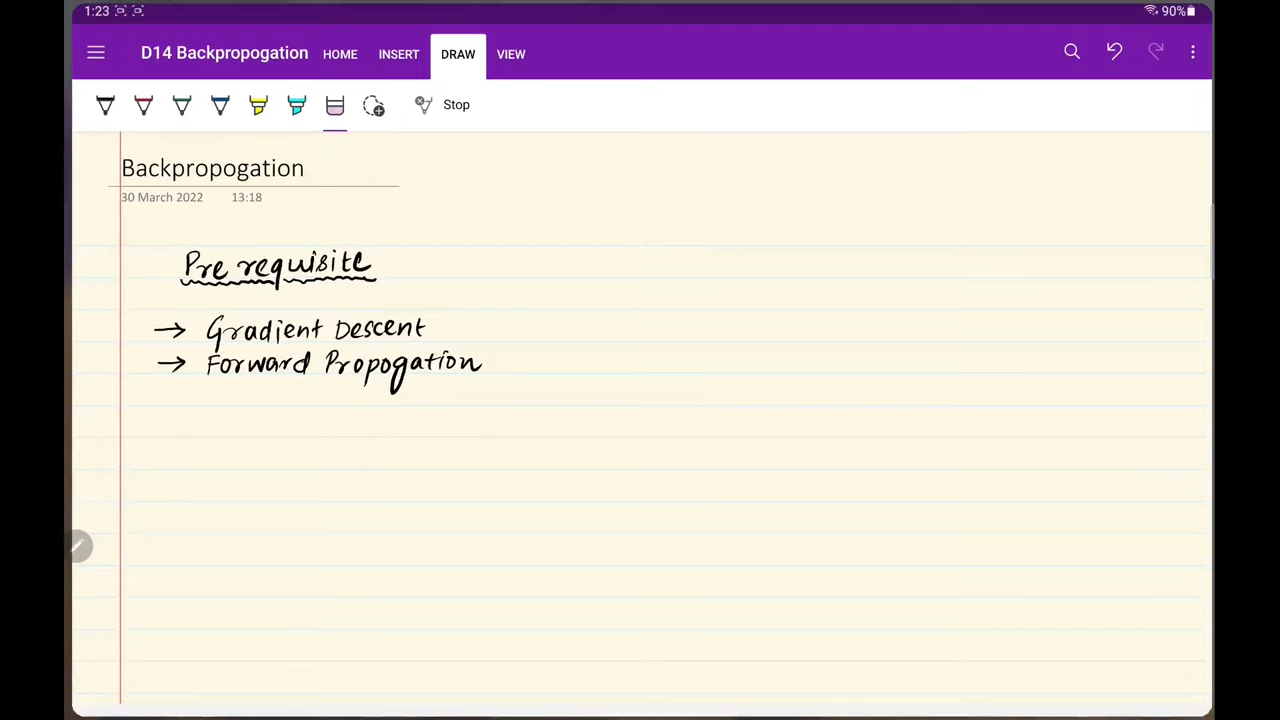 1:23 90%
D14 Backpropogation HOME INSERT DRAW VIEW
Stop
Backpropogation
30 March 2022 13:18
Pre requisite
→ Gradient Descent
→ Forward Propogation